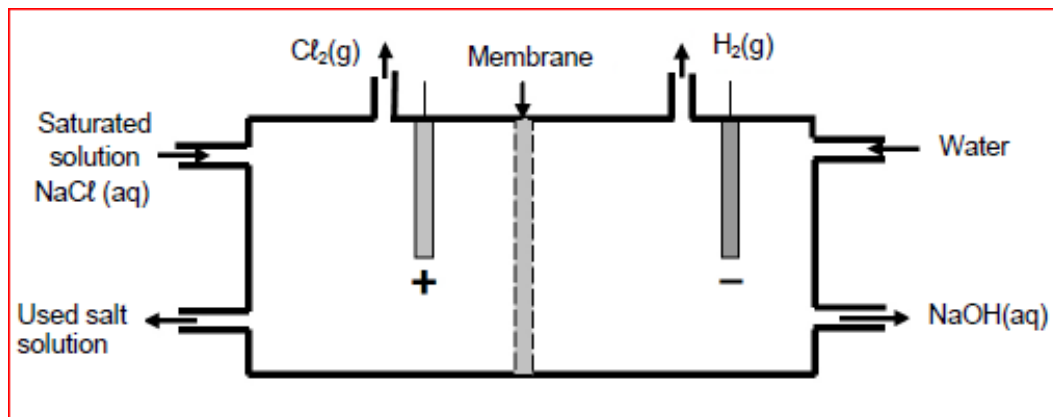 Cℓ₂(g)
Membrane
H₂(g)
Saturated
solution
NaCℓ (aq)
Water
+
−
Used salt
solution
NaOH(aq)